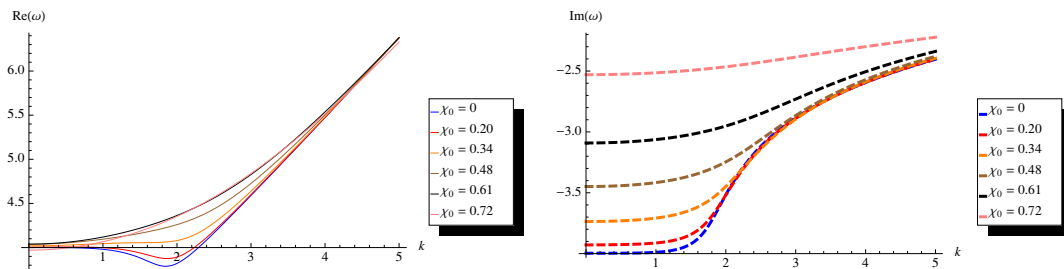 Re(ω)
6.0
5.5
5.0
4.5
4.0
1 2 3 4 5 k
χ0 = 0
χ0 = 0.20
χ0 = 0.34
χ0 = 0.48
χ0 = 0.61
χ0 = 0.72
Im(ω)
−2.5
−3.0
−3.5
1 2 3 4 5 k
χ0 = 0
χ0 = 0.20
χ0 = 0.34
χ0 = 0.48
χ0 = 0.61
χ0 = 0.72